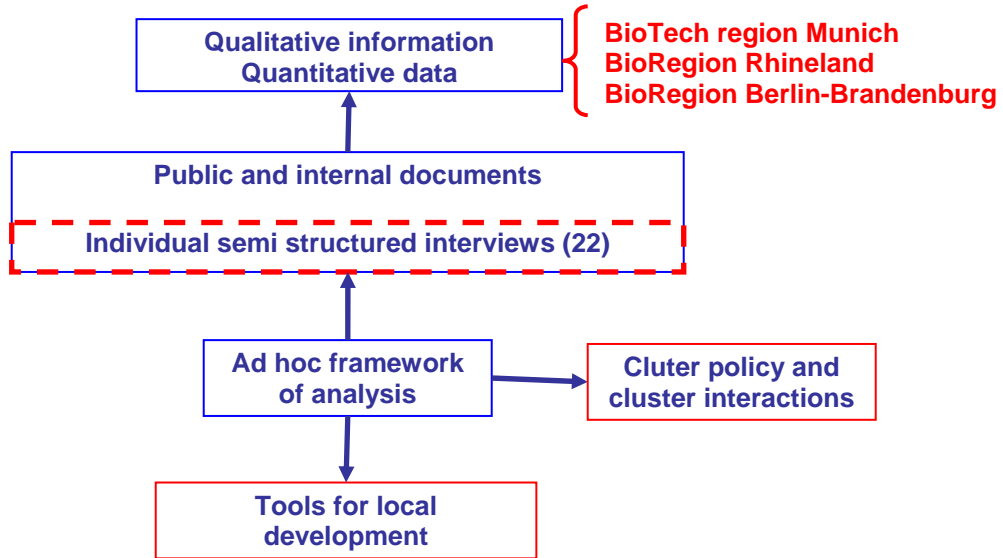 Qualitative information
Quantitative data
BioTech region Munich
BioRegion Rhineland
BioRegion Berlin-Brandenburg
Public and internal documents
Individual semi structured interviews (22)
Ad hoc framework
of analysis
Cluter policy and
cluster interactions
Tools for local
development